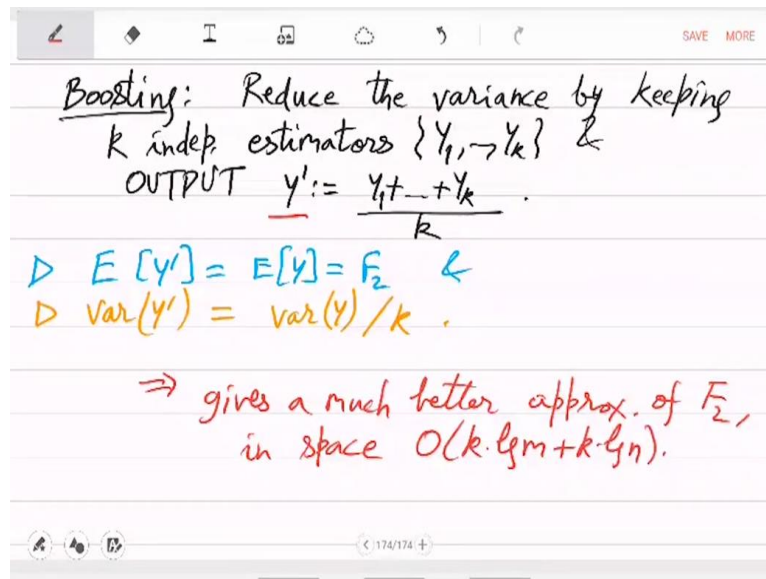 SAVE MORE
Boosting: Reduce the variance by keeping
k indep. estimators {Y₁,→Yₖ} &
OUTPUT y' := Y₁+...+Yₖ / k .
▷ E[Y'] = E[Y] = F₂ &
▷ var(Y') = var(Y)/k .
⇒ gives a much better approx. of F₂,
in space O(k·lgm+k·lgn).
< 174/174 +